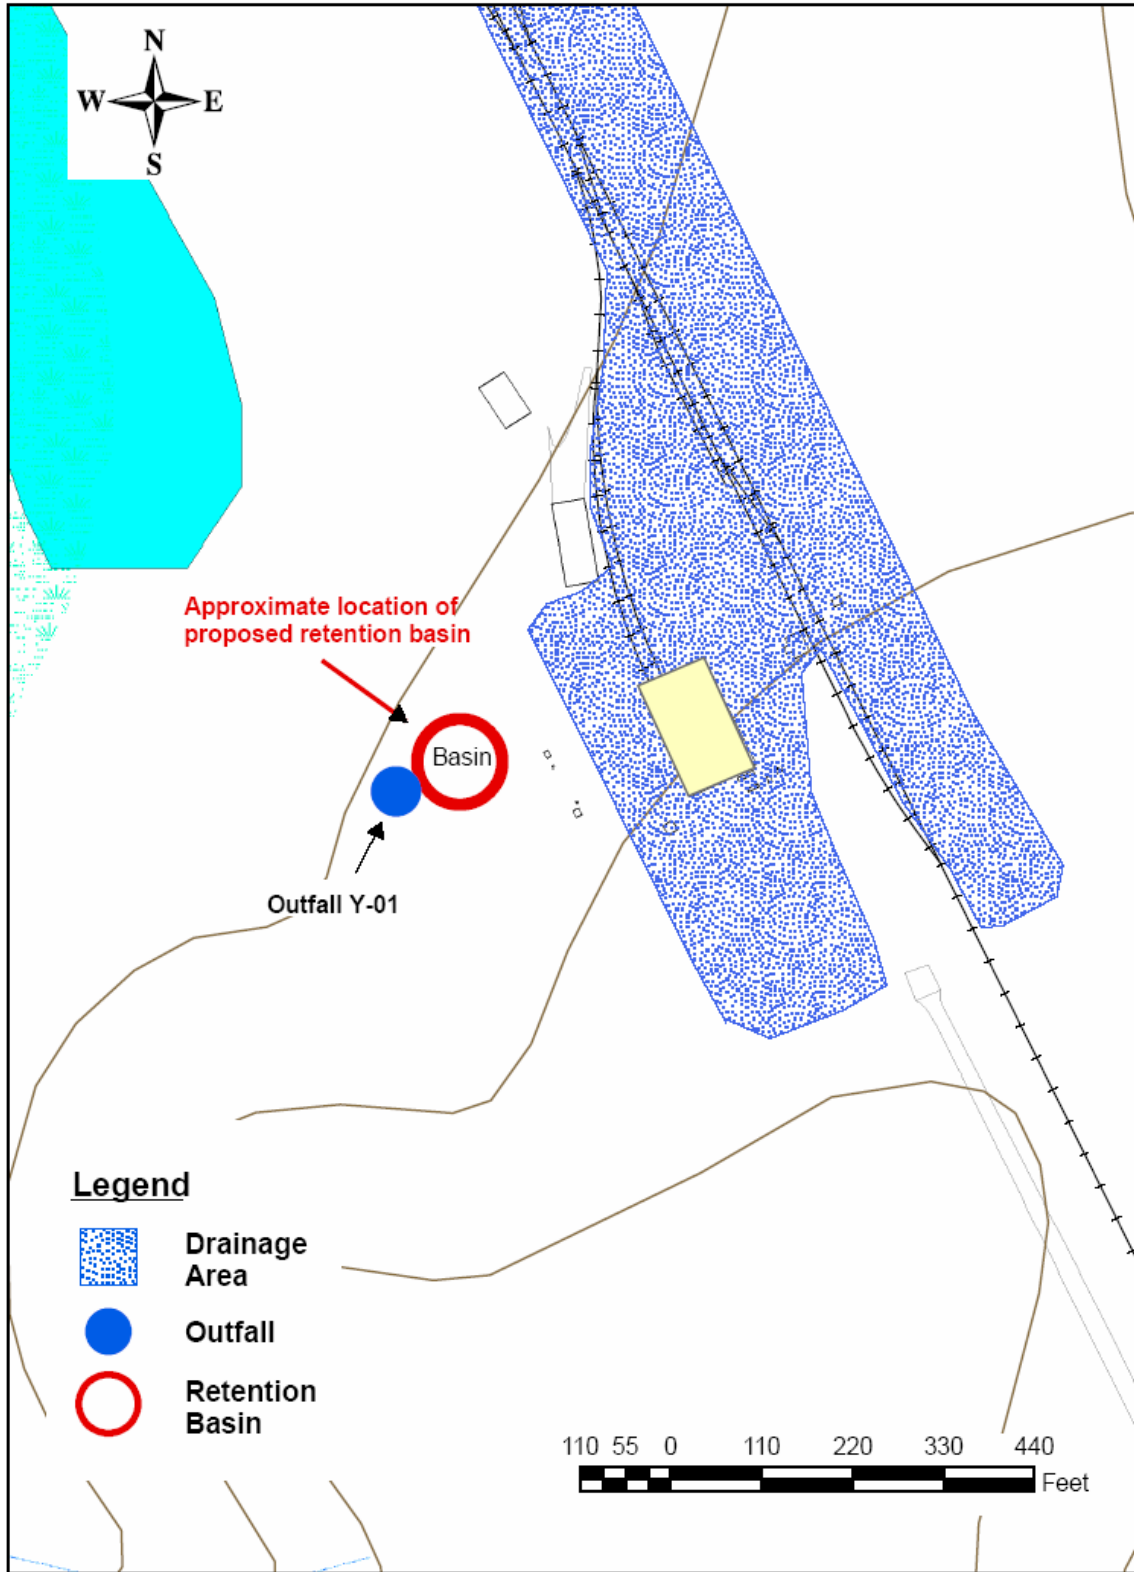 N
W E
S
Approximate location of
proposed retention basin
Basin
Outfall Y-01
Legend
Drainage
Area
Outfall
Retention
Basin
110 55 0 110 220 330 440
Feet